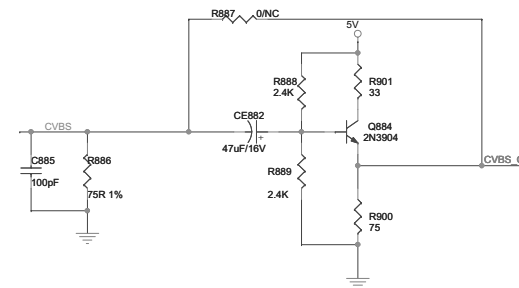 R887 0/NC
5V
R888
2.4K
R901
33
CE882
47uF/16V
+
Q884
2N3904
CVBS
C885
100pF
R886
75R 1%
R889
2.4K
CVBS_
R900
75